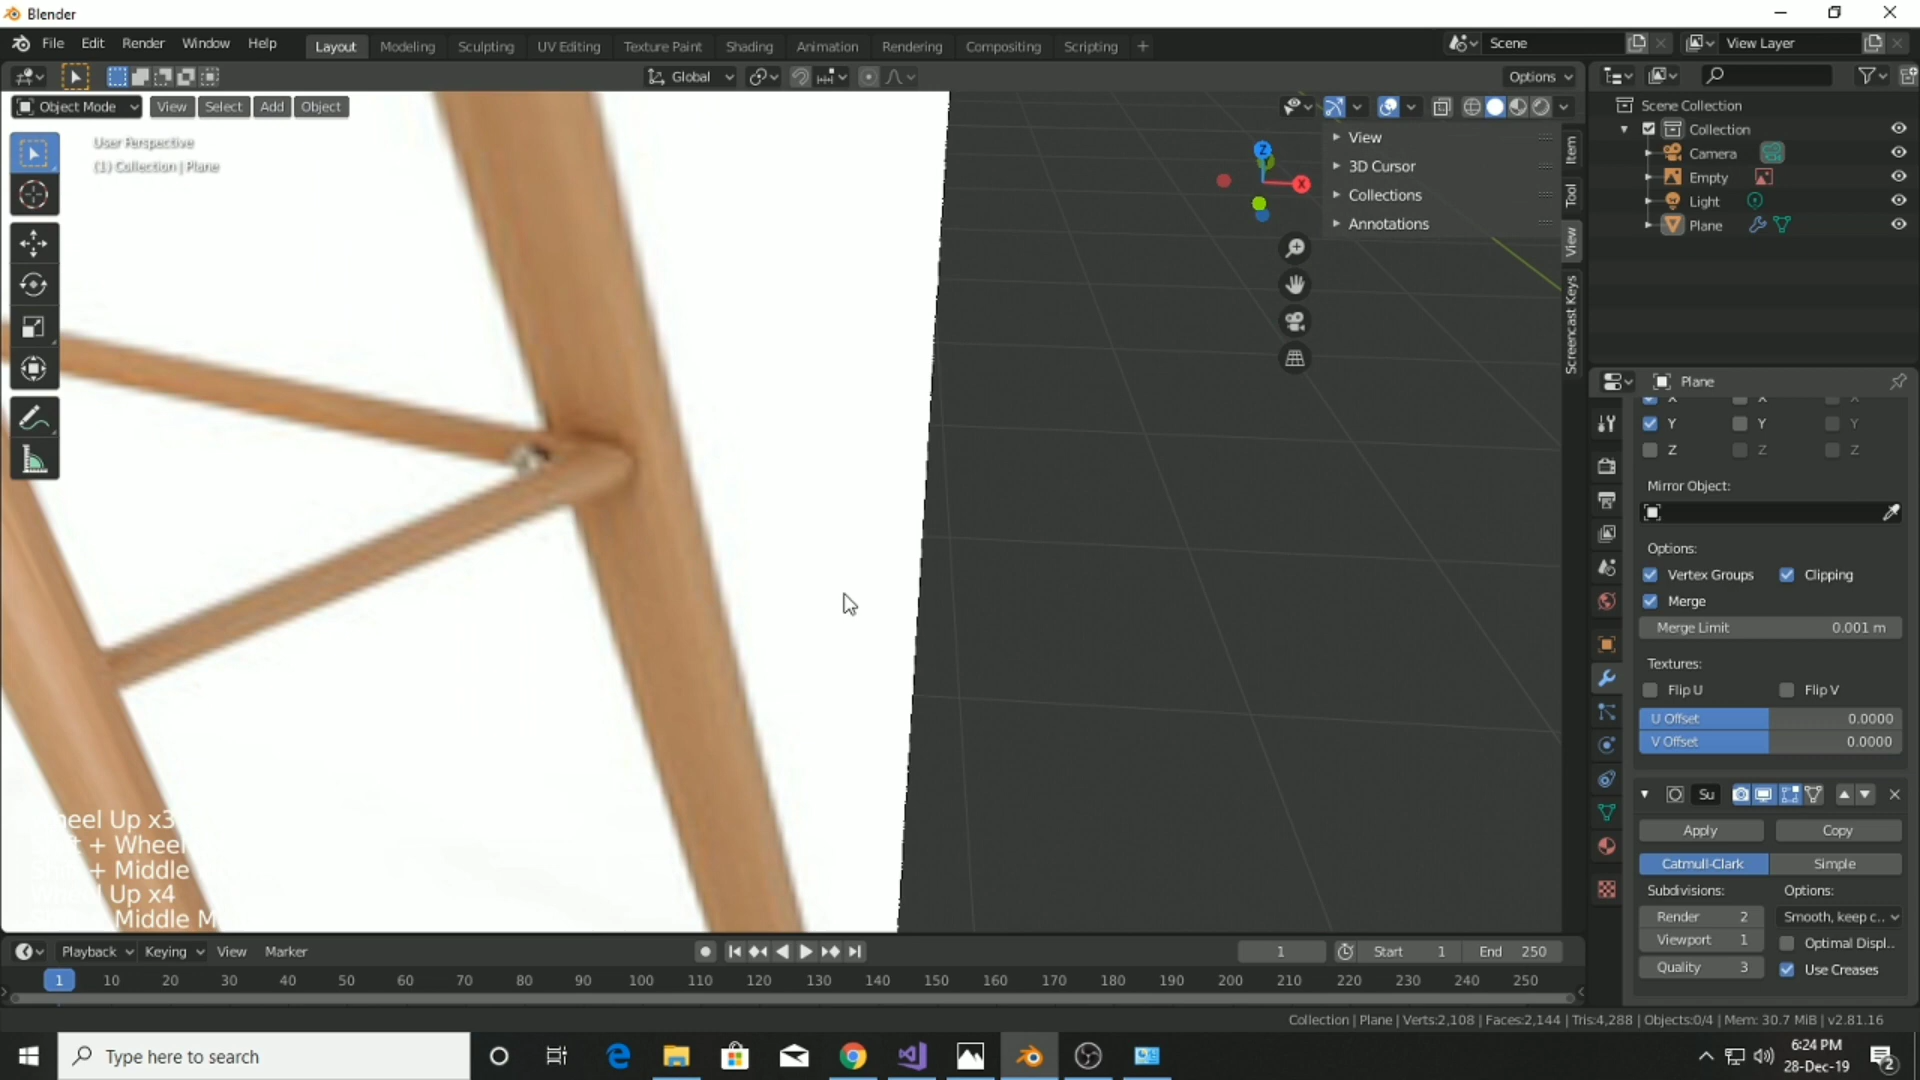 Blender
File Edit Render Window Help Layout Modeling Sculpting UV Editing Texture Paint Shading Animation Rendering Compositing Scripting + Scene View Layer
Global Options
Object Mode View Select Add Object
User Perspective
(1) Collection | Plane
View
3D Cursor
Collections
Annotations
Item
Tool
View
Screencast Keys
Z
X
Scene Collection
Collection
Camera
Empty
Light
Plane
Plane
X X X
Y Y Y
Z Z Z
Mirror Object:
Options:
Vertex Groups Clipping
Merge
Merge Limit 0.001 m
Textures:
Flip U Flip V
U Offset 0.0000
V Offset 0.0000
Su
Apply Copy
Catmull-Clark Simple
Subdivisions: Options:
Render 2 Smooth, keep c..
Viewport 1 Optimal Displ..
Quality 3 Use Creases
heel Up x3
+ Wheel
+ Middle
Up x4
Middle M
Playback Keying View Marker 1 Start 1 End 250
1 10 20 30 40 50 60 70 80 90 100 110 120 130 140 150 160 170 180 190 200 210 220 230 240 250
Collection | Plane | Verts:2,108 | Faces:2,144 | Tris:4,288 | Objects:0/4 | Mem: 30.7 MiB | v2.81.16
Type here to search
6:24 PM
28-Dec-19
2